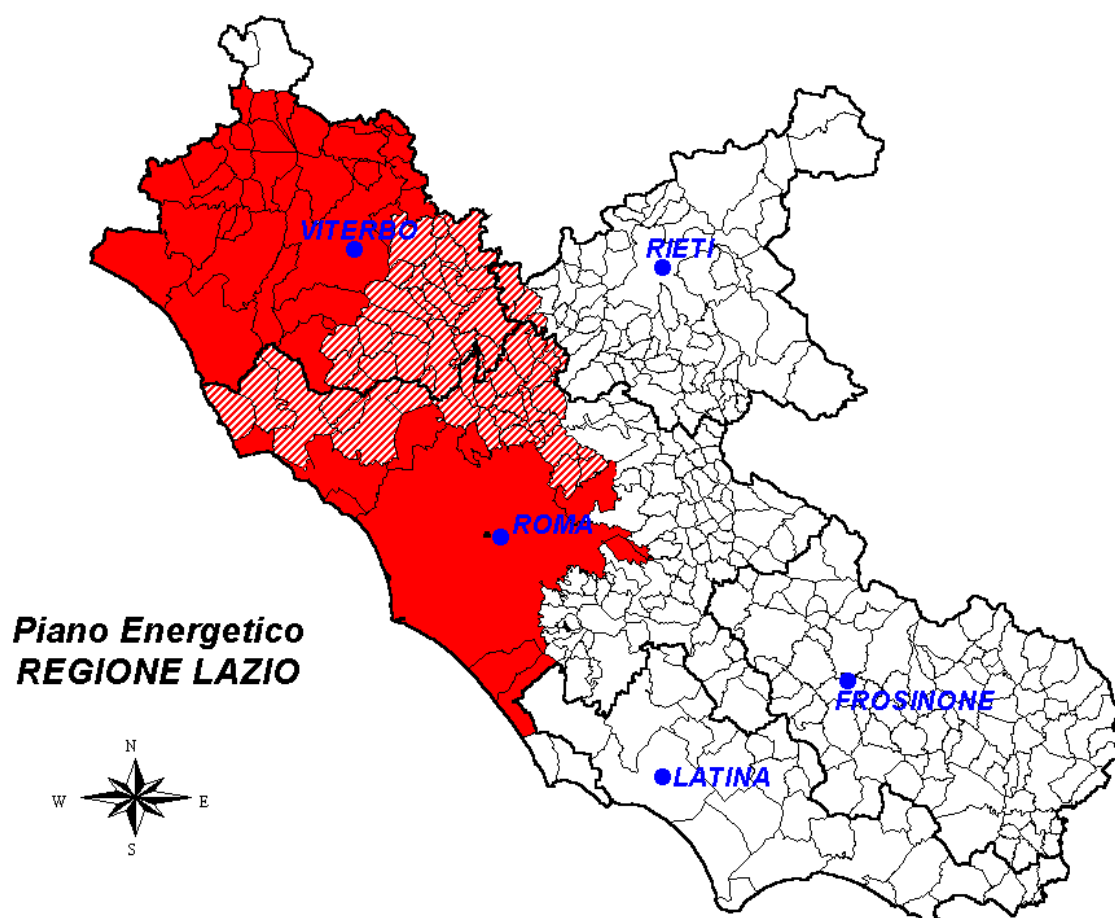 VITERBO
RIETI
ROMA
Piano Energetico
REGIONE LAZIO
FROSINONE
LATINA
N
W
E
S